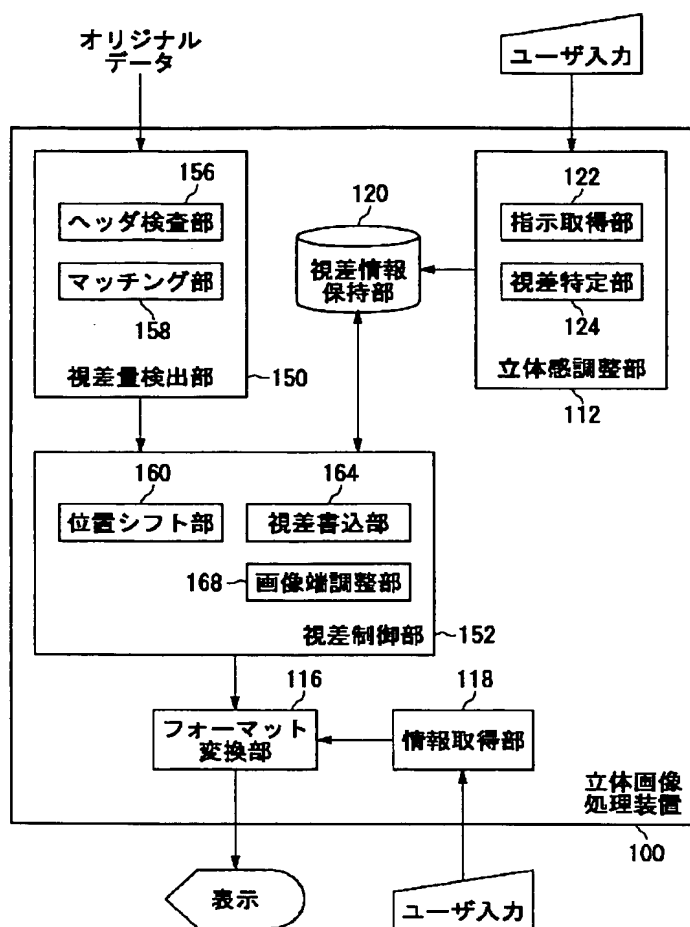 オリジナル
データ
ユーザ入力
156
ヘッダ検査部
マッチング部
158
視差量検出部
150
120
視差情報
保持部
122
指示取得部
視差特定部
124
立体感調整部
112
160
位置シフト部
164
視差書込部
168
画像端調整部
視差制御部
152
116
フォーマット
変換部
118
情報取得部
立体画像
処理装置
100
表示
ユーザ入力